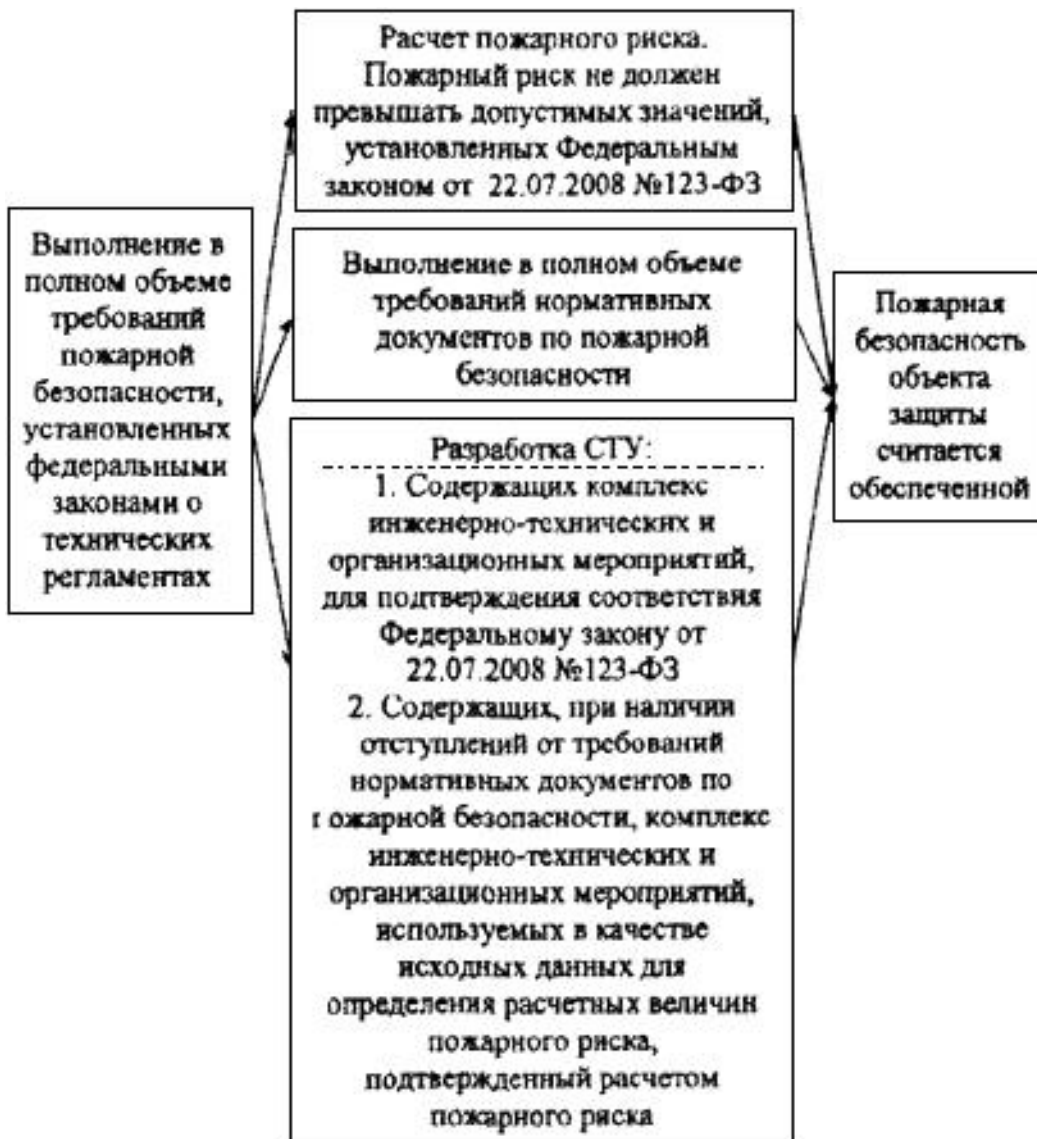 Расчет пожарного риска.
Пожарный риск не должен
превышать допустимых значений,
установленных Федеральным
законом от 22.07.2008 №123-ФЗ
Выполнение в
полном объеме
требований
пожарной
безопасности,
установленных
федеральными
законами о
технических
регламентах
Выполнение в полном объеме
требований нормативных
документов по пожарной
безопасности
Разработка СТУ:
1. Содержащих комплекс
инженерно-технических и
организационных мероприятий,
для подтверждения соответствия
Федеральному закону от
22.07.2008 №123-ФЗ
2. Содержащих, при наличии
отступлений от требований
нормативных документов по
пожарной безопасности, комплекс
инженерно-технических и
организационных мероприятий,
используемых в качестве
исходных данных для
определения расчетных величин
пожарного риска,
подтвержденный расчетом
пожарного риска
Пожарная
безопасность
объекта
защиты
считается
обеспеченной